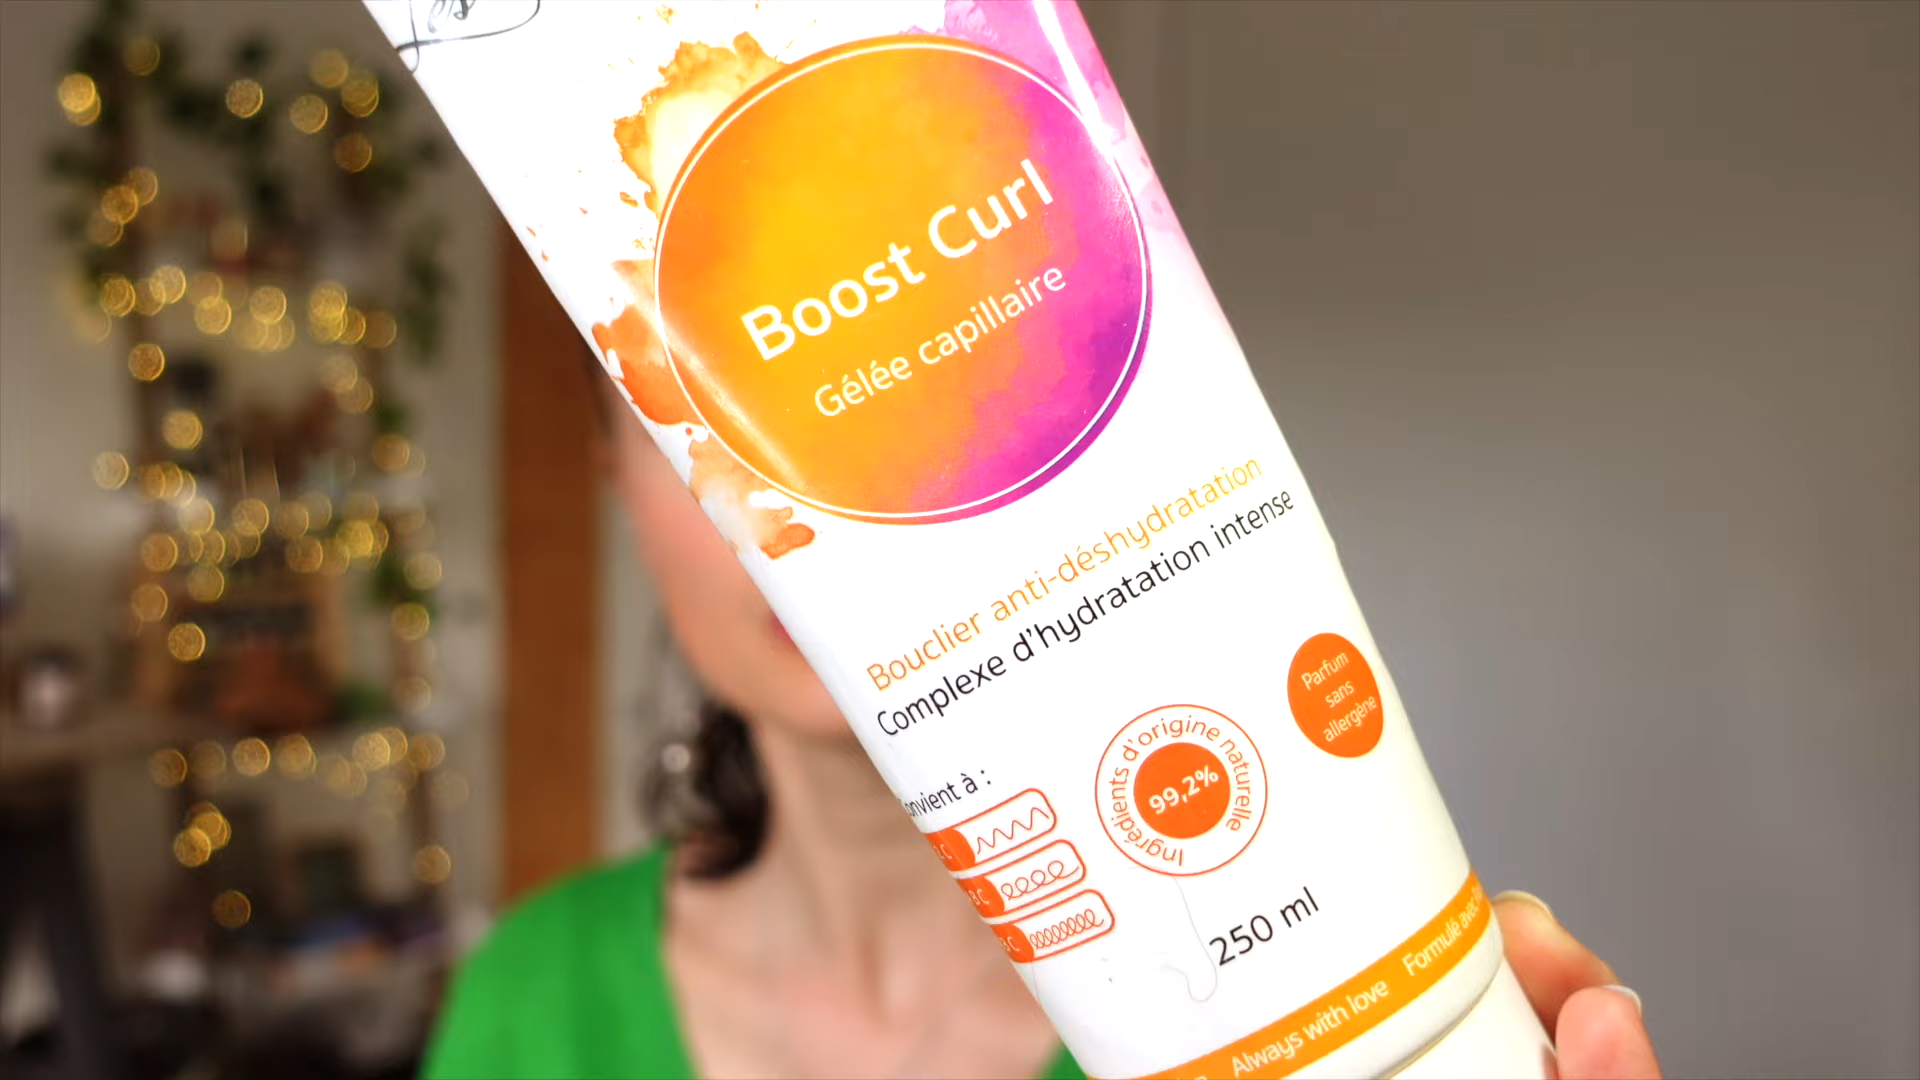 Les
Boost Curl
Gélée capillaire
Bouclier anti-déshydratation
Complexe d'hydratation intense
Parfum
sans
allergène
Ingrédients d'origine naturelle
99,2%
à :
C
B C
B C
250 ml
Always with love
Formulé avec